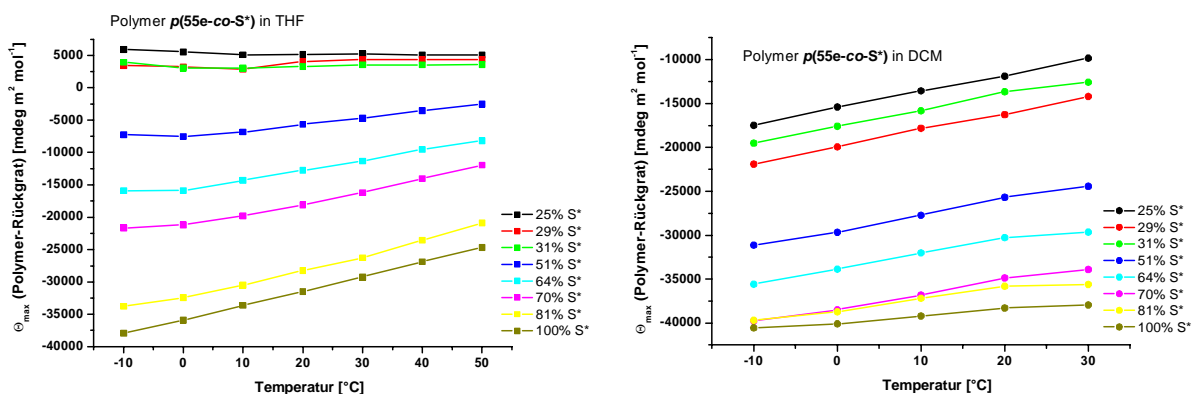 Polymer p(55e-co-S*) in THF
Θmax (Polymer-Rückgrat) [mdeg m² mol⁻¹]
5000
0
-5000
-10000
-15000
-20000
-25000
-30000
-35000
-40000
-10 0 10 20 30 40 50
Temperatur [°C]
25% S*
29% S*
31% S*
51% S*
64% S*
70% S*
81% S*
100% S*
Polymer p(55e-co-S*) in DCM
Θmax (Polymer-Rückgrat) [mdeg m² mol⁻¹]
-10000
-15000
-20000
-25000
-30000
-35000
-40000
-10 0 10 20 30
Temperatur [°C]
25% S*
29% S*
31% S*
51% S*
64% S*
70% S*
81% S*
100% S*